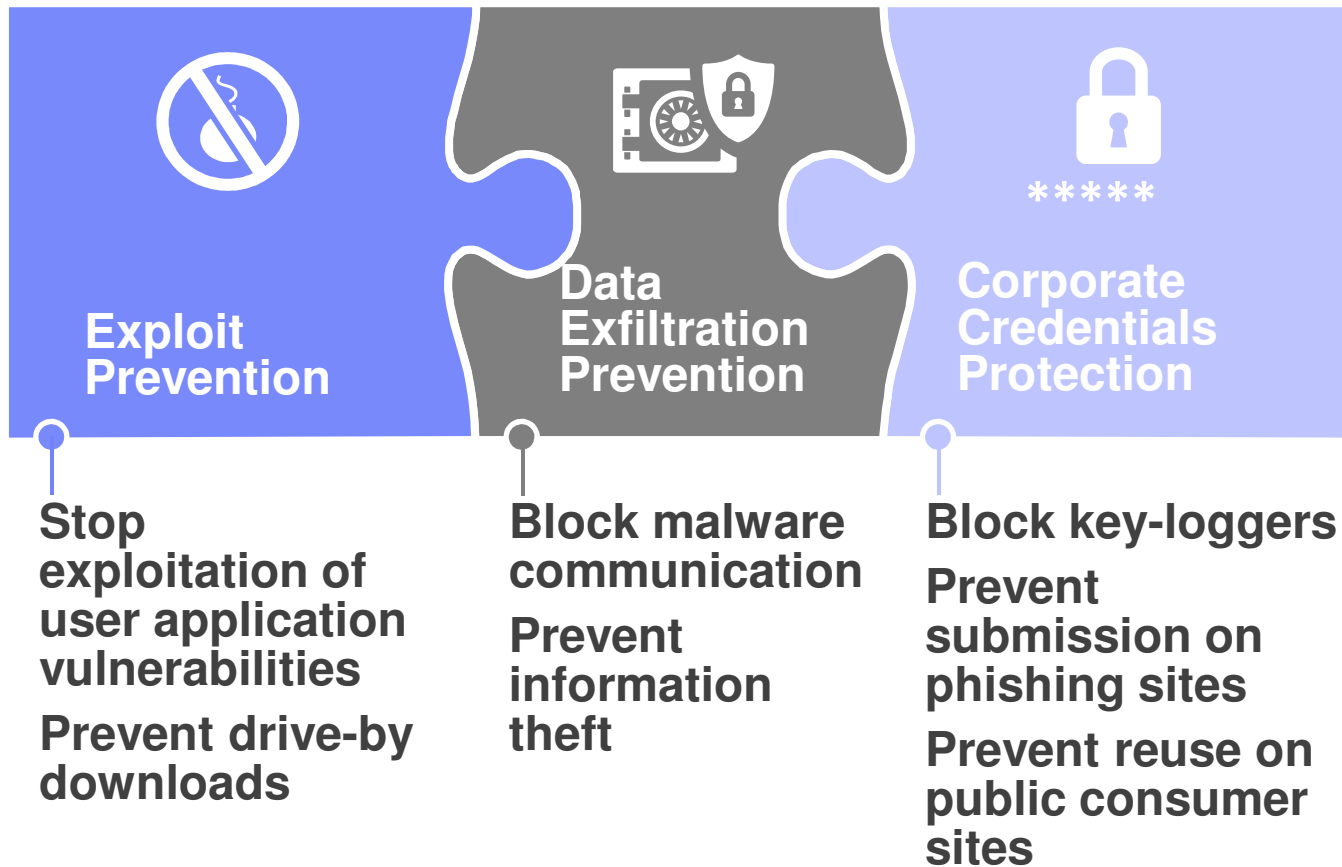 *****
Exploit
Prevention
Data
Exfiltration
Prevention
Corporate
Credentials
Protection
Stop
exploitation of
user application
vulnerabilities
Prevent drive-by
downloads
Block malware
communication
Prevent
information
theft
Block key-loggers
Prevent
submission on
phishing sites
Prevent reuse on
public consumer
sites